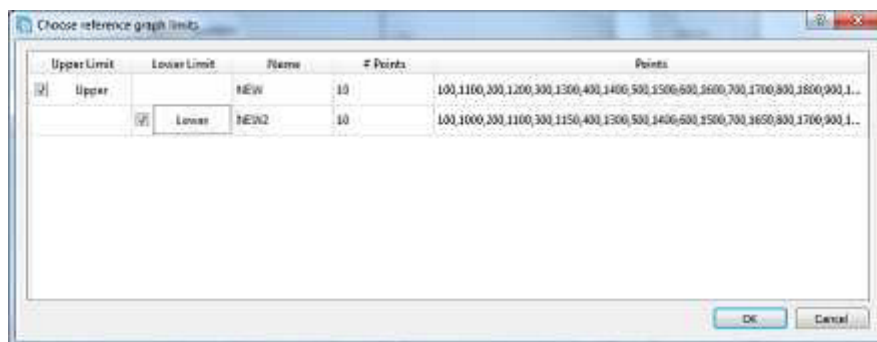 Choose reference graph limits
Upper Limit Lower Limit Name # Points Points
Upper NEW 10 100,1100,200,1200,300,1300,400,1400,500,1500,600,1600,700,1700,800,1800,900,1...
Lower NEW2 10 100,1000,200,1100,300,1150,400,1300,500,1400,600,1500,700,1650,800,1700,900,1...
OK Cancel